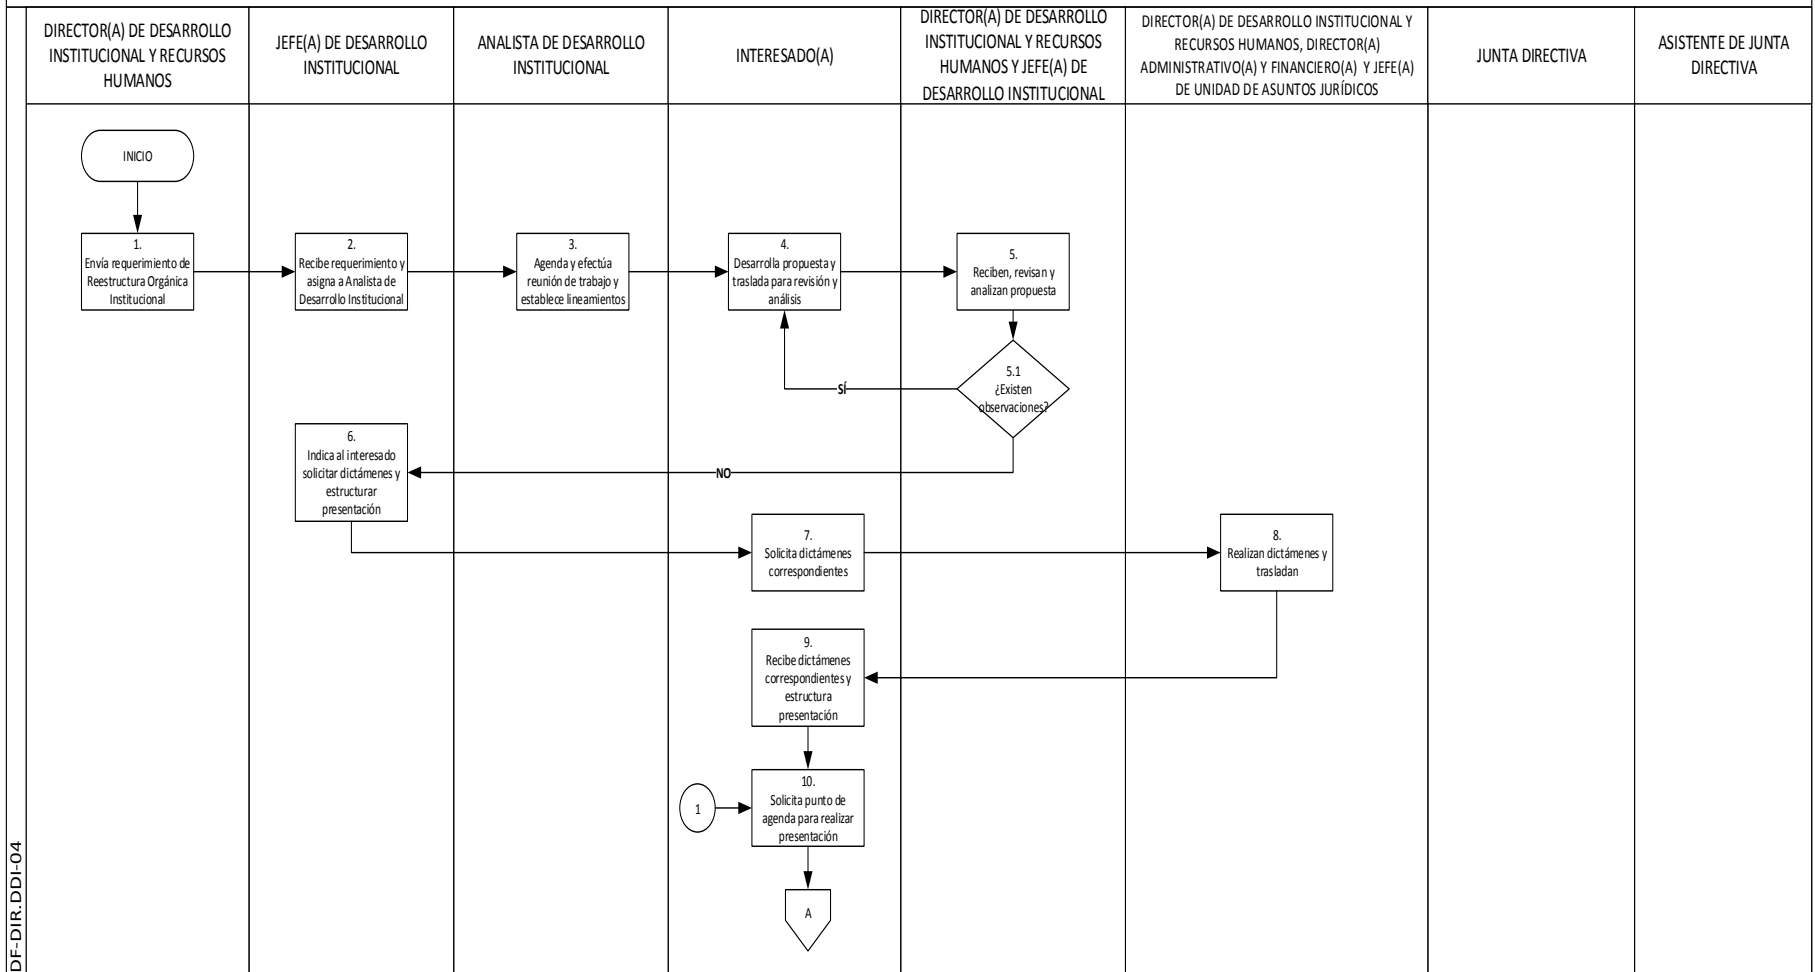 DIRECTOR(A) DE DESARROLLO
INSTITUCIONAL Y RECURSOS
HUMANOS
JEFE(A) DE DESARROLLO
INSTITUCIONAL
ANALISTA DE DESARROLLO
INSTITUCIONAL
INTERESADO(A)
DIRECTOR(A) DE DESARROLLO
INSTITUCIONAL Y RECURSOS
HUMANOS Y JEFE(A) DE
DESARROLLO INSTITUCIONAL
DIRECTOR(A) DE DESARROLLO INSTITUCIONAL Y
RECURSOS HUMANOS, DIRECTOR(A)
ADMINISTRATIVO(A) Y FINANCIERO(A) Y JEFE(A)
DE UNIDAD DE ASUNTOS JURÍDICOS
JUNTA DIRECTIVA
ASISTENTE DE JUNTA
DIRECTIVA
INICIO
1.
Envía requerimiento de
Reestructura Orgánica
Institucional
2.
Recibe requerimiento y
asigna a Analista de
Desarrollo Institucional
3.
Agenda y efectúa
reunión de trabajo y
establece lineamientos
4.
Desarrolla propuesta y
traslada para revisión y
análisis
5.
Reciben, revisan y
analizan propuesta
5.1
¿Existen
observaciones?
SÍ
6.
Indica al interesado
solicitar dictámenes y
estructurar
presentación
NO
7.
Solicita dictámenes
correspondientes
8.
Realizan dictámenes y
trasladan
9.
Recibe dictámenes
correspondientes y
estructura
presentación
10.
Solicita punto de
agenda para realizar
presentación
1
A
DF-DIR.DDI-04